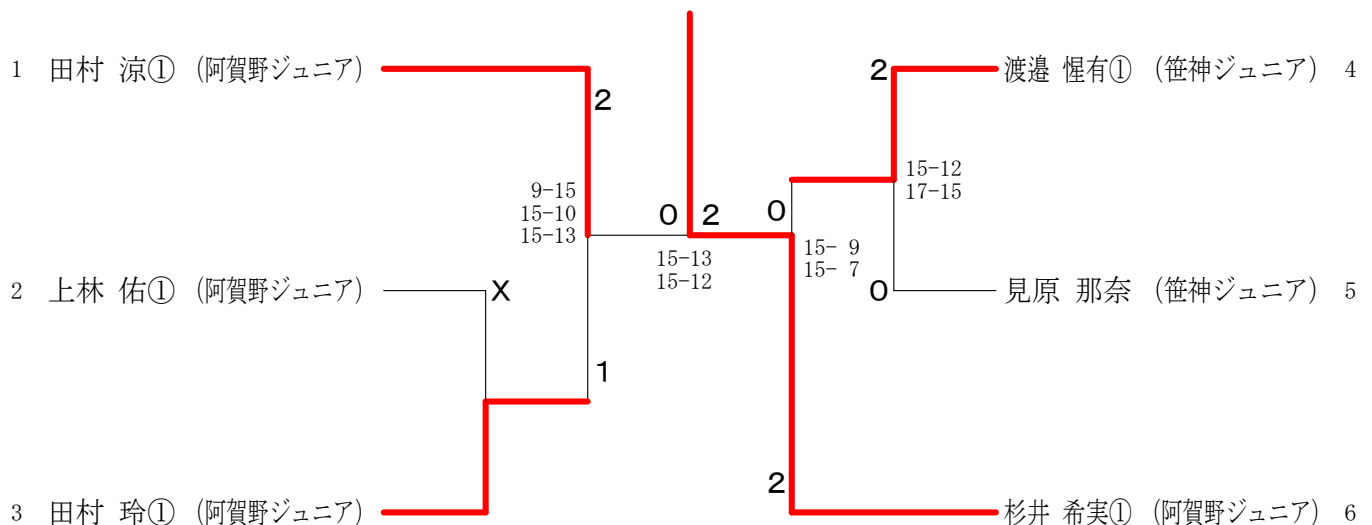 1 田村 涼① (阿賀野ジュニア)
2
9-15
15-10
15-13
2 上林 佑① (阿賀野ジュニア)
X
1
3 田村 玲① (阿賀野ジュニア)
0 2
15-13
15-12
渡邉 惺有① (笹神ジュニア) 4
2
15-12
17-15
0
15- 9
15- 7
0
見原 那奈 (笹神ジュニア) 5
2
杉井 希実① (阿賀野ジュニア) 6